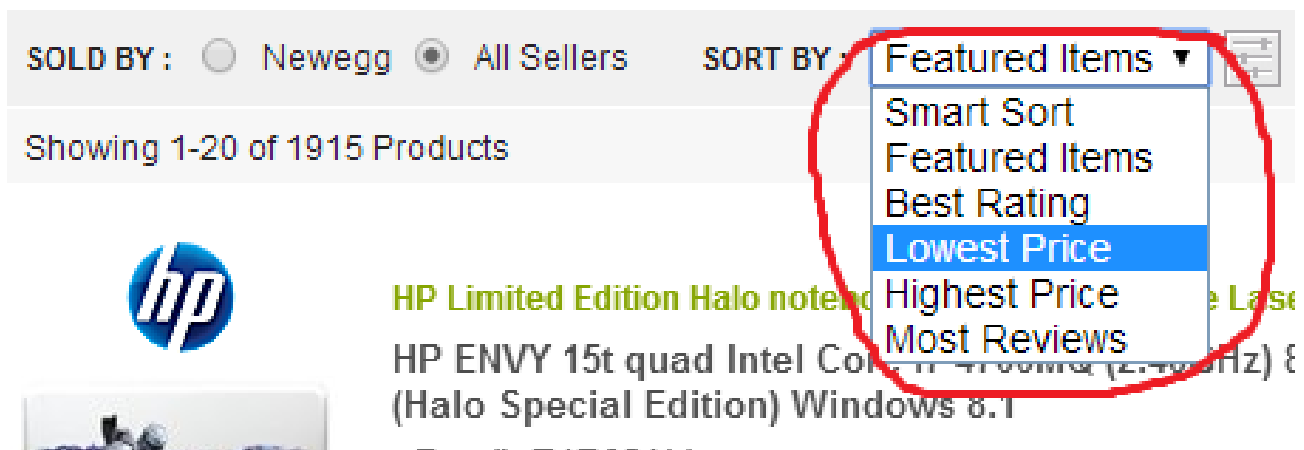 SOLD BY : Newegg All Sellers SORT BY : Featured Items
Smart Sort
Showing 1-20 of 1915 Products
Featured Items
Best Rating
Lowest Price
hp
HP Limited Edition Halo Highest Price
Most Reviews
HP ENVY 15t quad Intel
(Halo Special Edition) Windows 8.1